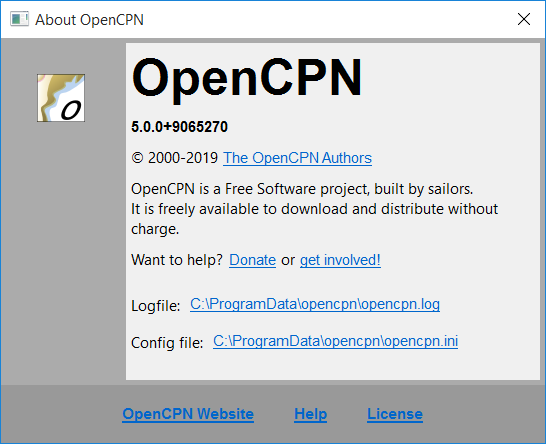 About OpenCPN
OpenCPN
O
5.0.0+9065270
© 2000-2019 The OpenCPN Authors
OpenCPN is a Free Software project, built by sailors.
It is freely available to download and distribute without
charge.
Want to help? Donate or get involved!
Logfile: C:\ProgramData\opencpn\opencpn.log
Config file: C:\ProgramData\opencpn\opencpn.ini
OpenCPN Website Help License